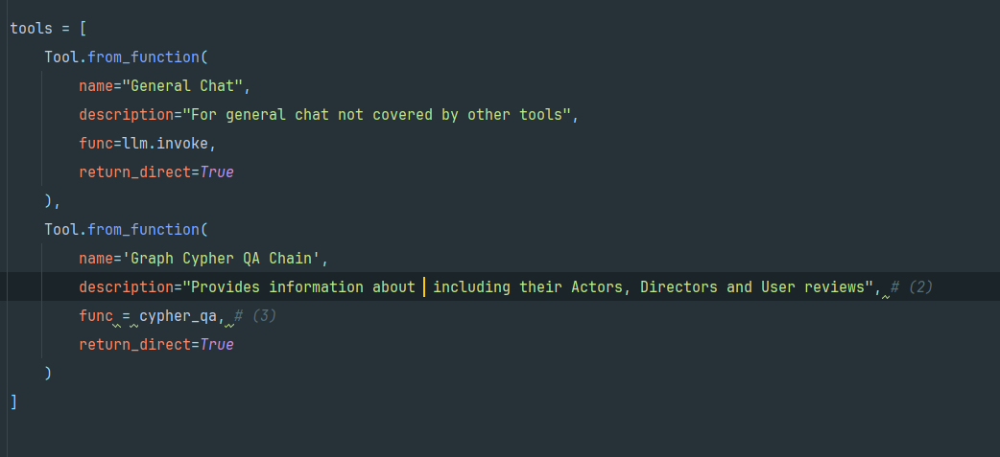 tools = [
    Tool.from_function(
        name="General Chat",
        description="For general chat not covered by other tools",
        func=llm.invoke,
        return_direct=True
    ),
    Tool.from_function(
        name='Graph Cypher QA Chain',
        description="Provides information about  including their Actors, Directors and User reviews", # (2)
        func = cypher_qa, # (3)
        return_direct=True
    )
]